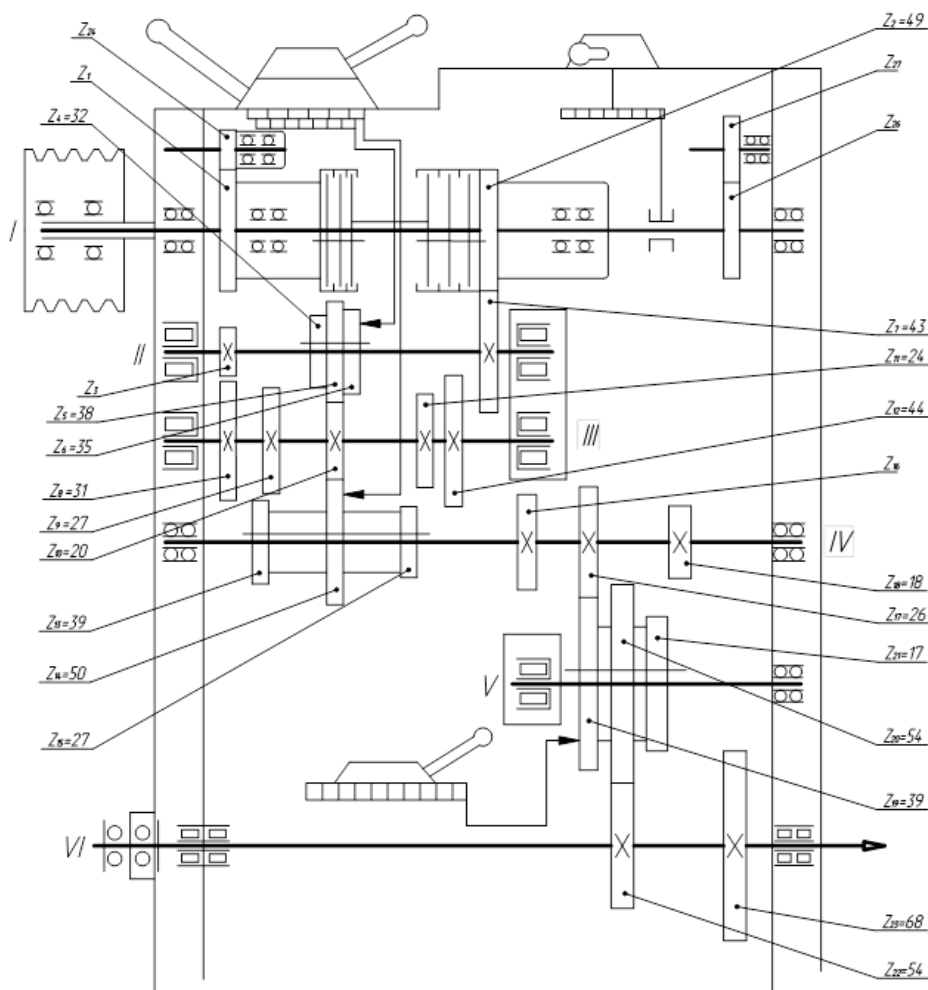 Z₂₄
Z₁
Z₄=32
I
II
Z₃
Z₅=38
Z₆=35
Z₈=31
Z₉=27
Z₁₀=20
Z₁₃=39
Z₁₄=50
Z₁₅=27
VI
V
Z₂=49
Z₂₇
Z₂₆
Z₇=43
Z₁₁=24
Z₁₂=44
III
Z₁₆
IV
Z₁₈=18
Z₁₇=26
Z₂₁=17
Z₂₀=54
Z₁₉=39
Z₂₃=68
Z₂₂=54